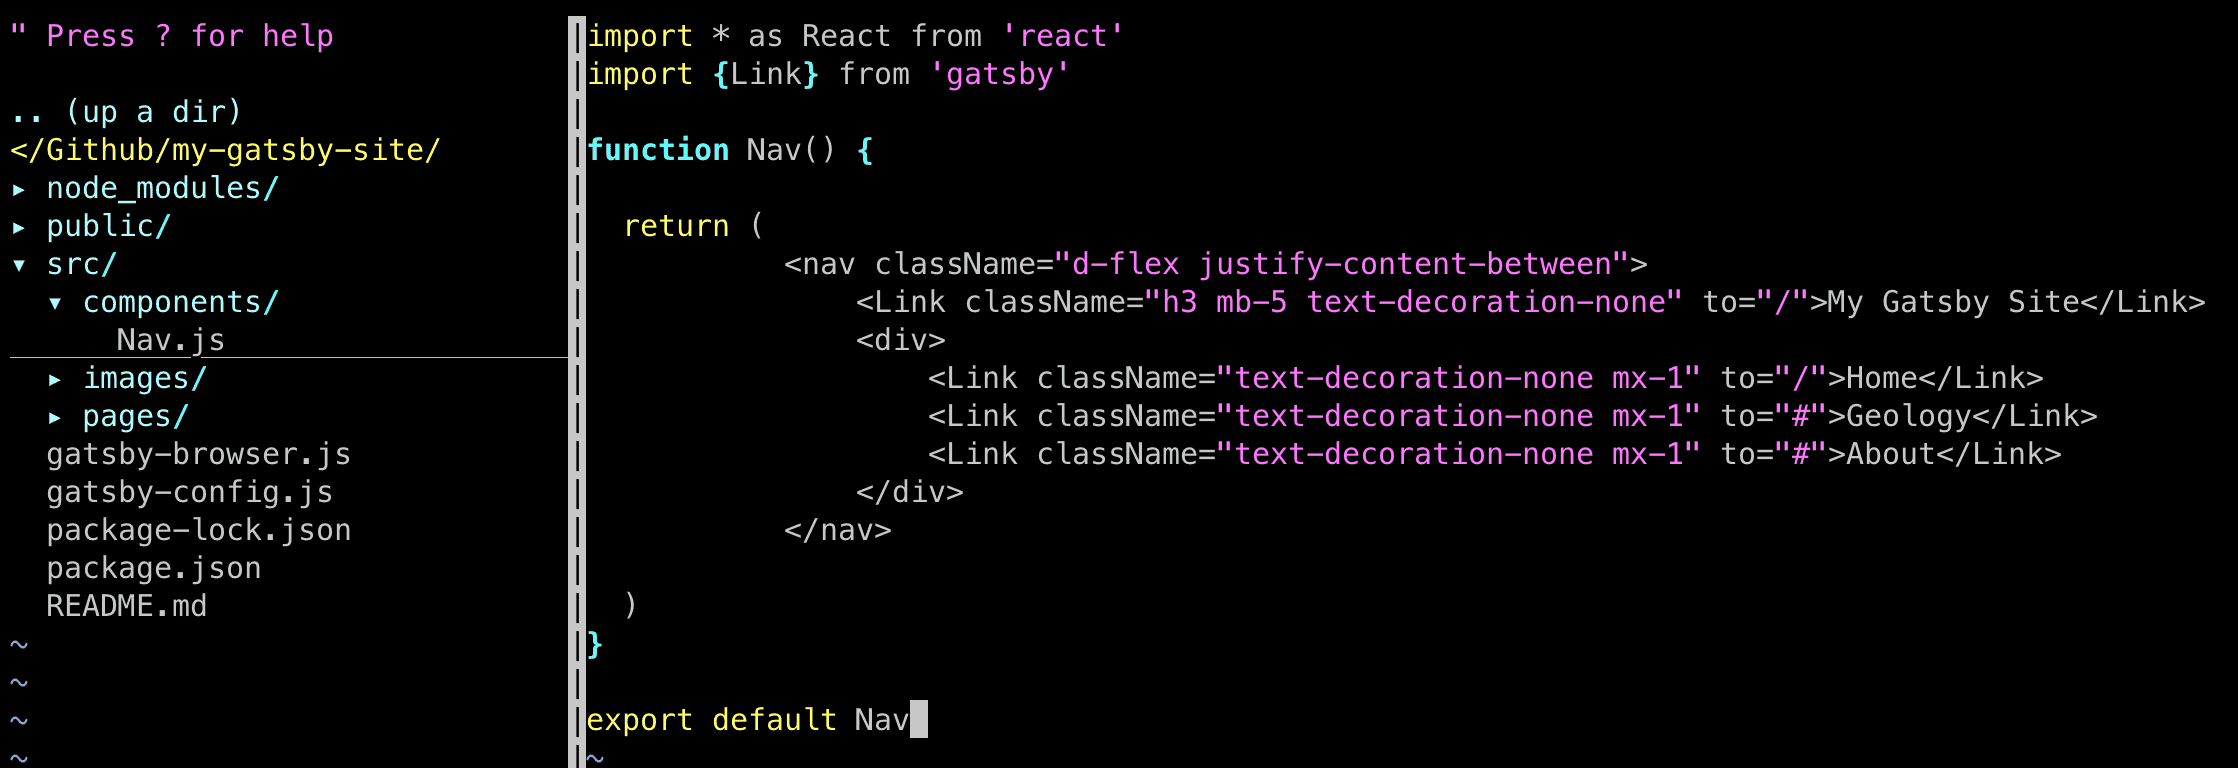 " Press ? for help
.. (up a dir)
</Github/my-gatsby-site/
▸ node_modules/
▸ public/
▾ src/
▾ components/
Nav.js
▸ images/
▸ pages/
gatsby-browser.js
gatsby-config.js
package-lock.json
package.json
README.md
~
~
~
~
import * as React from 'react'
import {Link} from 'gatsby'
function Nav() {
return (
<nav className="d-flex justify-content-between">
<Link className="h3 mb-5 text-decoration-none" to="/">My Gatsby Site</Link>
<div>
<Link className="text-decoration-none mx-1" to="/">Home</Link>
<Link className="text-decoration-none mx-1" to="#">Geology</Link>
<Link className="text-decoration-none mx-1" to="#">About</Link>
</div>
</nav>
)
}
export default Nav
~